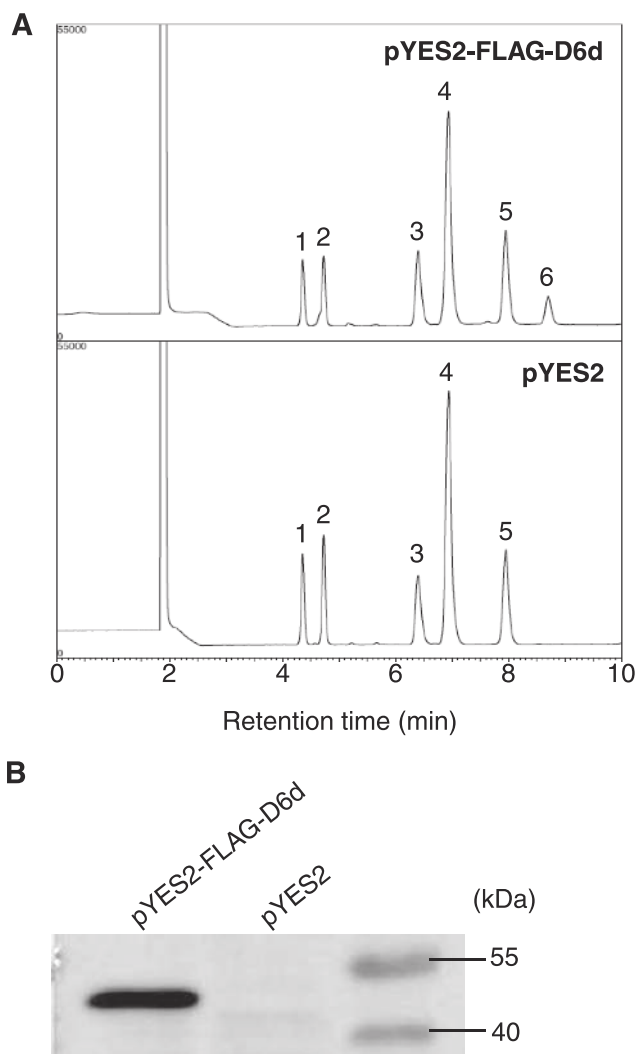 A
55000
pYES2-FLAG-D6d
1
2
3
4
5
6
0
55000
pYES2
1
2
3
4
5
0
0 2 4 6 8 10
Retention time (min)
B
pYES2-FLAG-D6d
pYES2
(kDa)
55
40